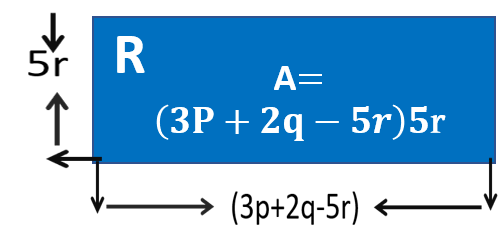 5r
R
A=
(3P + 2q − 5r)5r
(3p+2q-5r)